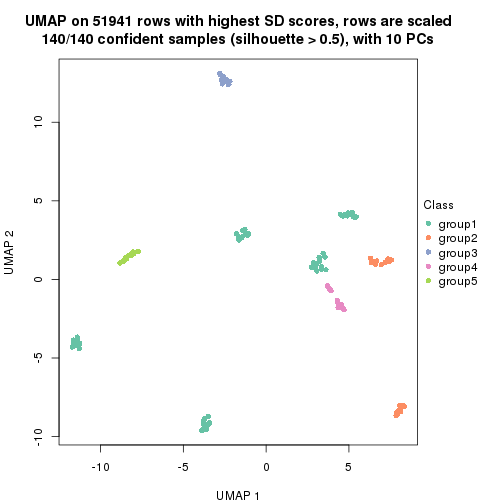 UMAP on 51941 rows with highest SD scores, rows are scaled
140/140 confident samples (silhouette > 0.5), with 10 PCs
10
5
0
-5
-10
UMAP 2
-10
-5
0
5
UMAP 1
Class
group1
group2
group3
group4
group5